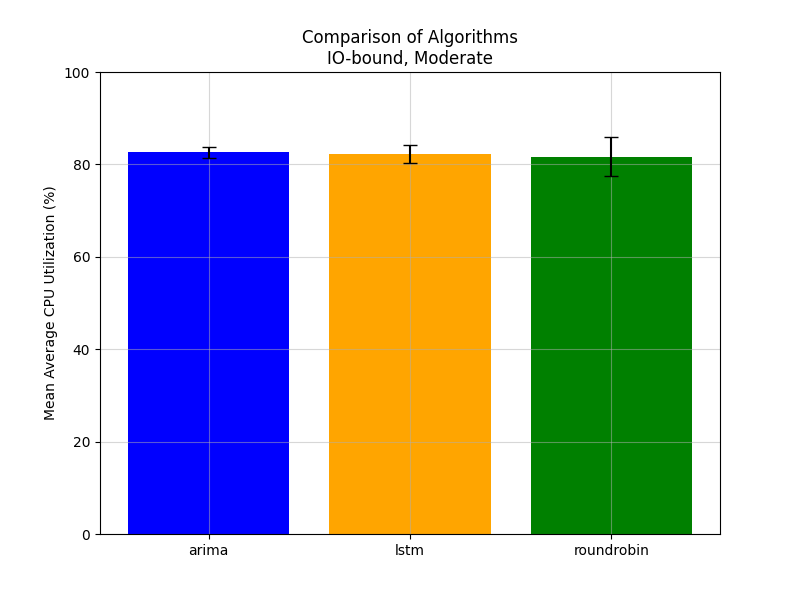 Comparison of Algorithms
IO-bound, Moderate
Mean Average CPU Utilization (%)
100
80
60
40
20
0
arima
lstm
roundrobin